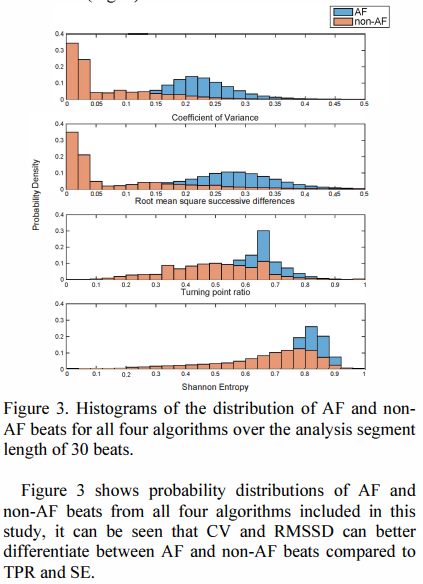 AF
non-AF
0.4
0.3
0.2
0.1
0
0 0.05 0.1 0.15 0.2 0.25 0.3 0.35 0.4 0.45 0.5
Coefficient of Variance
0.4
0.3
0.2
0.1
0
0 0.05 0.1 0.15 0.2 0.25 0.3 0.35 0.4 0.45 0.5
Root mean square successive differences
Probability Density
0.4
0.3
0.2
0.1
0
0 0.1 0.2 0.3 0.4 0.5 0.6 0.7 0.8 0.9 1
Turning point ratio
0.4
0.3
0.2
0.1
0
0 0.1 0.2 0.3 0.4 0.5 0.6 0.7 0.8 0.9 1
Shannon Entropy
Figure 3. Histograms of the distribution of AF and non-
AF beats for all four algorithms over the analysis segment
length of 30 beats.
Figure 3 shows probability distributions of AF and
non-AF beats from all four algorithms included in this
study, it can be seen that CV and RMSSD can better
differentiate between AF and non-AF beats compared to
TPR and SE.